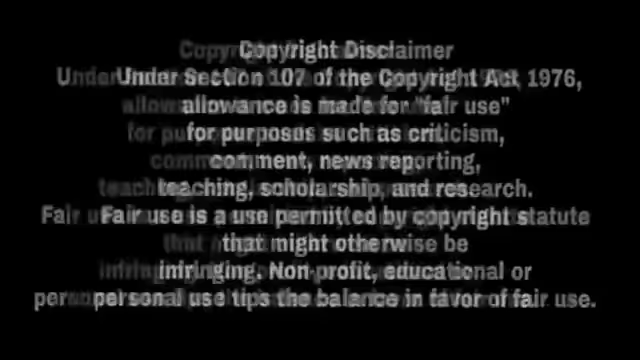 Copyright Disclaimer
Under Section 107 of the Copyright Act 1976,
allowance is made for "fair use"
for purposes such as criticism,
comment, news reporting,
teaching, scholarship, and research.
Fair use is a use permitted by copyright statute
that might otherwise be
infringing. Non-profit, educational or
personal use tips the balance in favor of fair use.